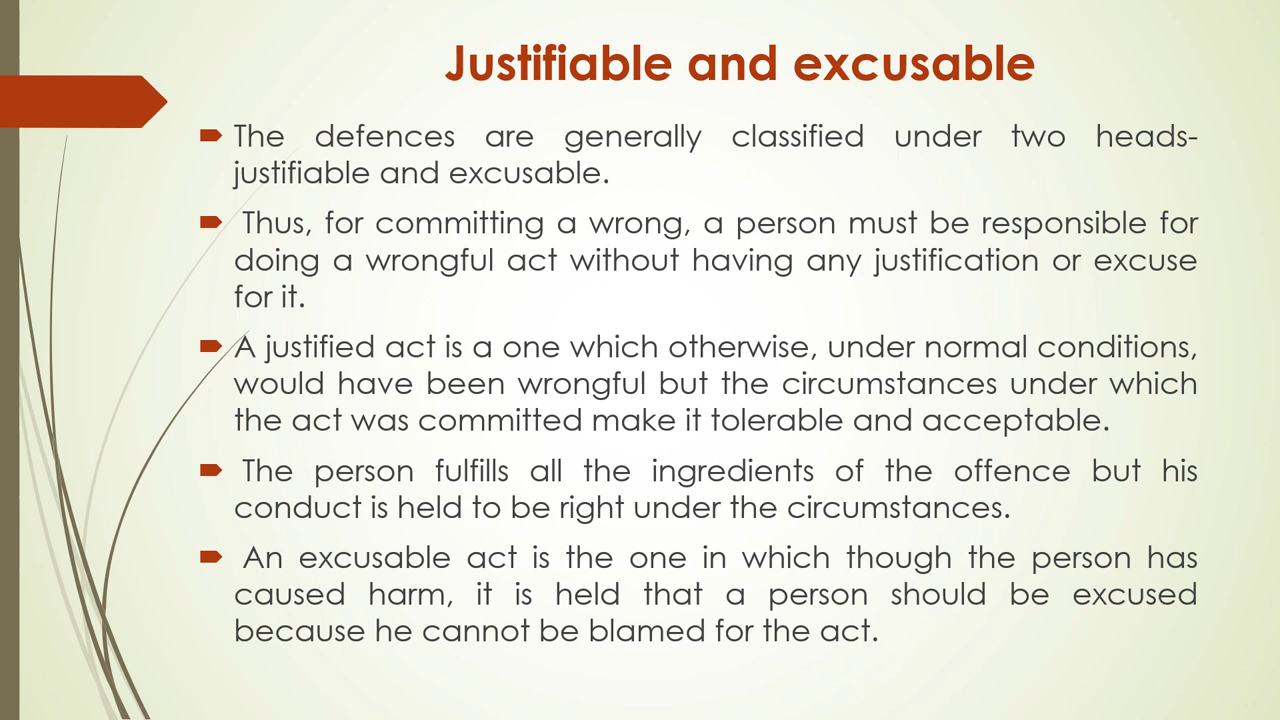 Justifiable and excusable
The defences are generally classified under two heads-
justifiable and excusable.
Thus, for committing a wrong, a person must be responsible for
doing a wrongful act without having any justification or excuse
for it.
A justified act is a one which otherwise, under normal conditions,
would have been wrongful but the circumstances under which
the act was committed make it tolerable and acceptable.
The person fulfills all the ingredients of the offence but his
conduct is held to be right under the circumstances.
An excusable act is the one in which though the person has
caused harm, it is held that a person should be excused
because he cannot be blamed for the act.